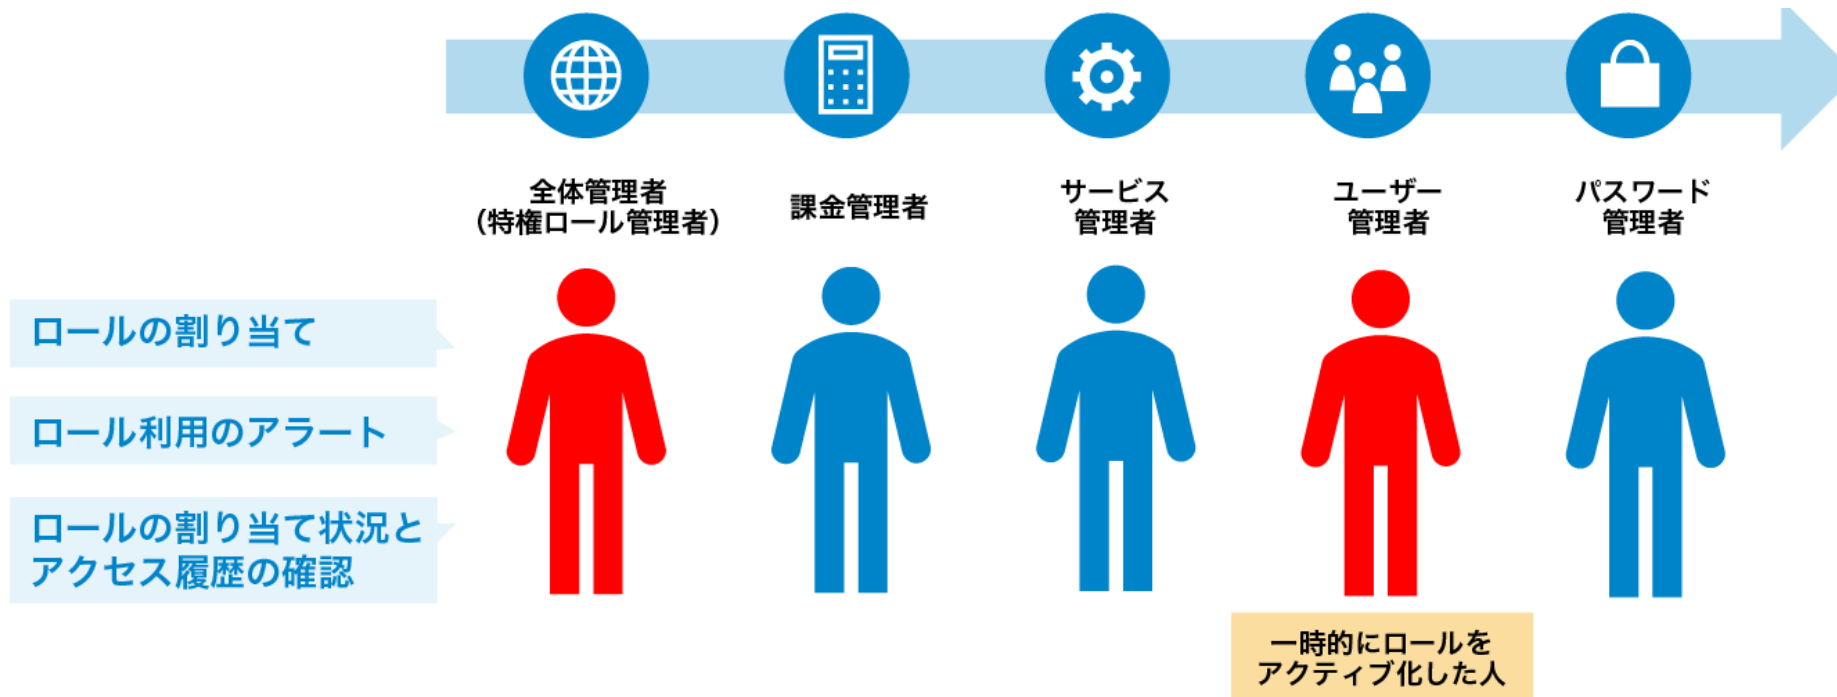 全体管理者
（特権ロール管理者）
課金管理者
サービス
管理者
ユーザー
管理者
パスワード
管理者
ロールの割り当て
ロール利用のアラート
ロールの割り当て状況と
アクセス履歴の確認
一時的にロールを
アクティブ化した人